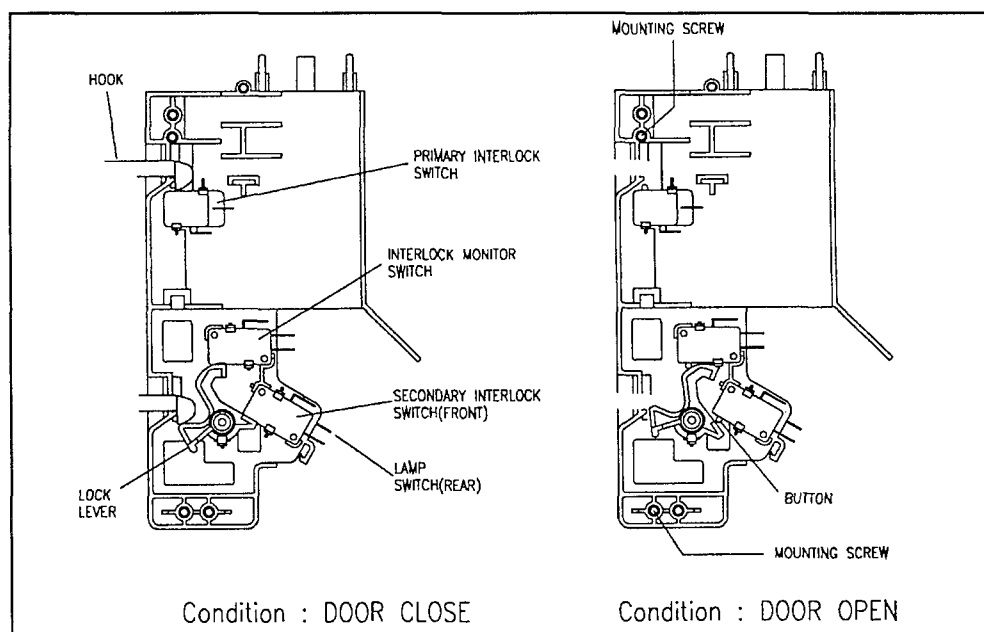 MOUNTING SCREW
HOOK
PRIMARY INTERLOCK
SWITCH
INTERLOCK MONITOR
SWITCH
SECONDARY INTERLOCK
SWITCH(FRONT)
LAMP
SWITCH(REAR)
LOCK
LEVER
BUTTON
MOUNTING SCREW
Condition : DOOR CLOSE
Condition : DOOR OPEN